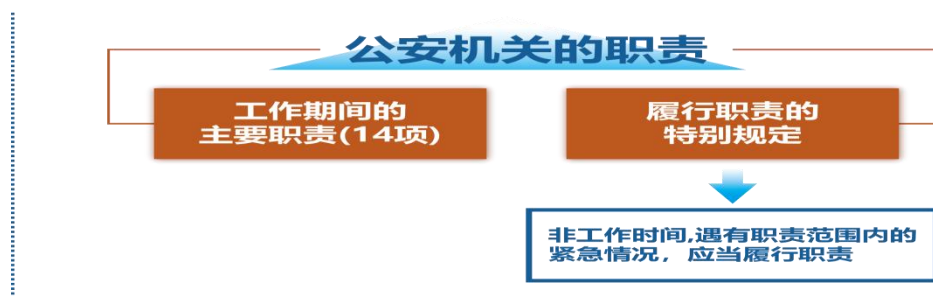 公安机关的职责
工作期间的
主要职责(14项)
履行职责的
特别规定
非工作时间,遇有职责范围内的
紧急情况，应当履行职责